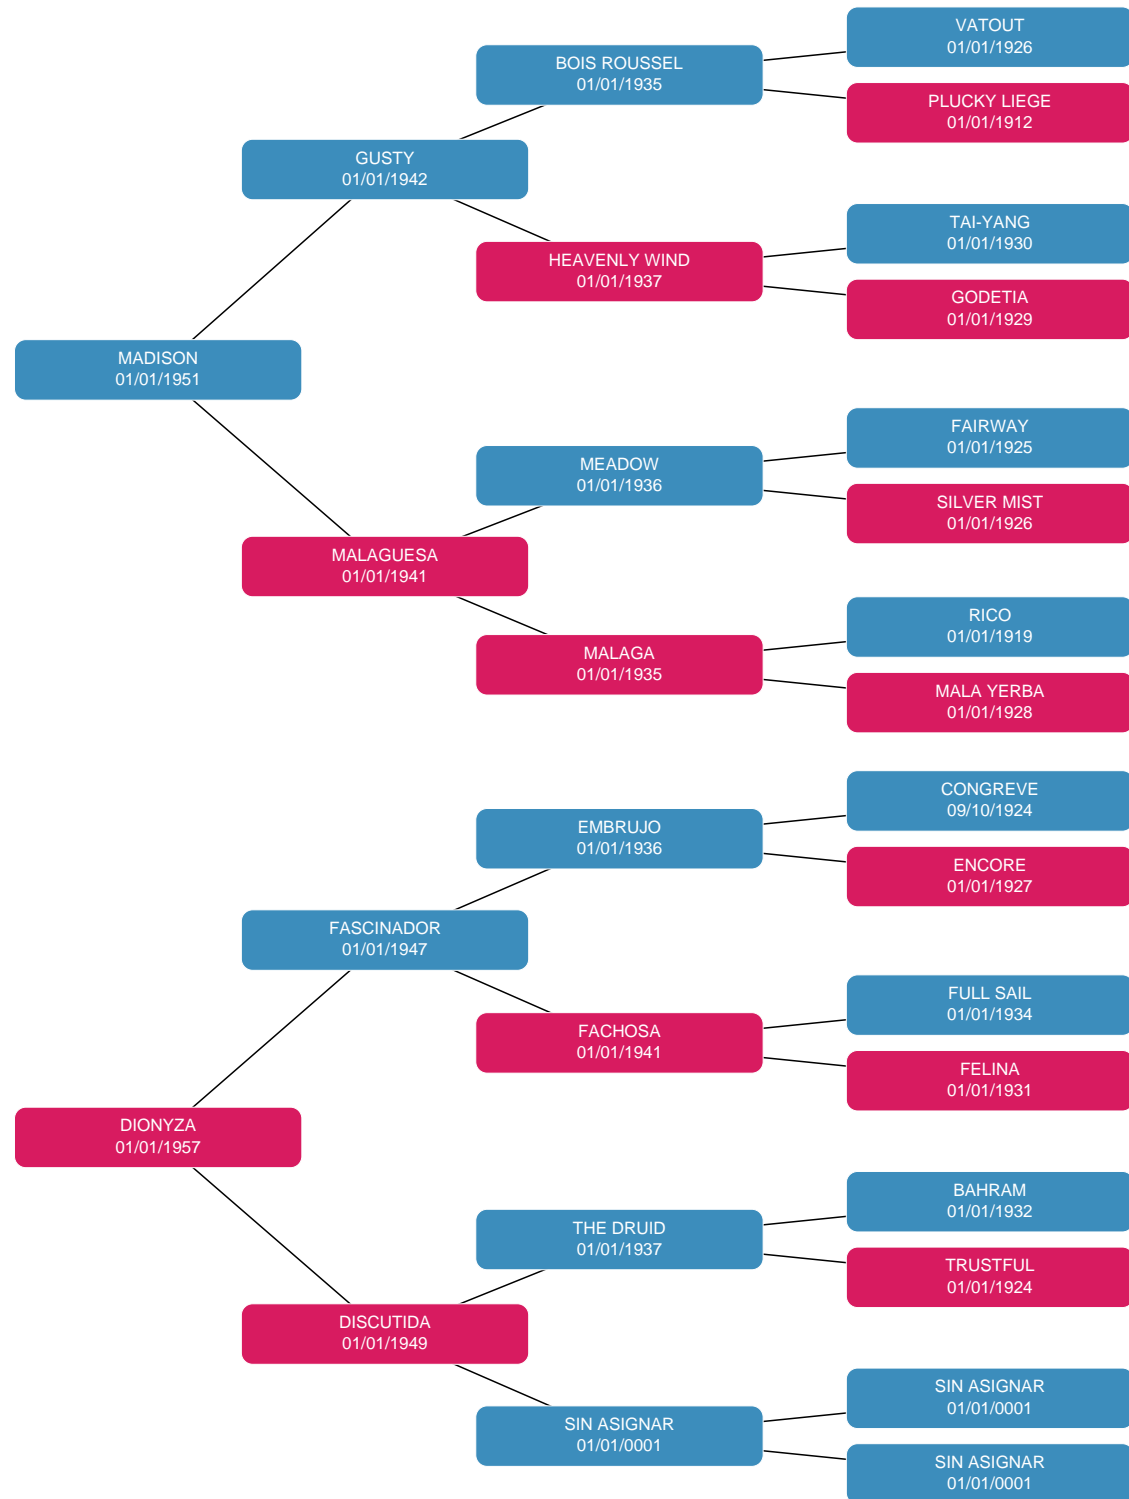 VATOUT
01/01/1926
BOIS ROUSSEL
01/01/1935
PLUCKY LIEGE
01/01/1912
GUSTY
01/01/1942
TAI-YANG
01/01/1930
HEAVENLY WIND
01/01/1937
GODETIA
01/01/1929
MADISON
01/01/1951
FAIRWAY
01/01/1925
MEADOW
01/01/1936
SILVER MIST
01/01/1926
MALAGUESA
01/01/1941
RICO
01/01/1919
MALAGA
01/01/1935
MALA YERBA
01/01/1928
CONGREVE
09/10/1924
EMBRUJO
01/01/1936
ENCORE
01/01/1927
FASCINADOR
01/01/1947
FULL SAIL
01/01/1934
FACHOSA
01/01/1941
FELINA
01/01/1931
DIONYZA
01/01/1957
BAHRAM
01/01/1932
THE DRUID
01/01/1937
TRUSTFUL
01/01/1924
DISCUTIDA
01/01/1949
SIN ASIGNAR
01/01/0001
SIN ASIGNAR
01/01/0001
SIN ASIGNAR
01/01/0001